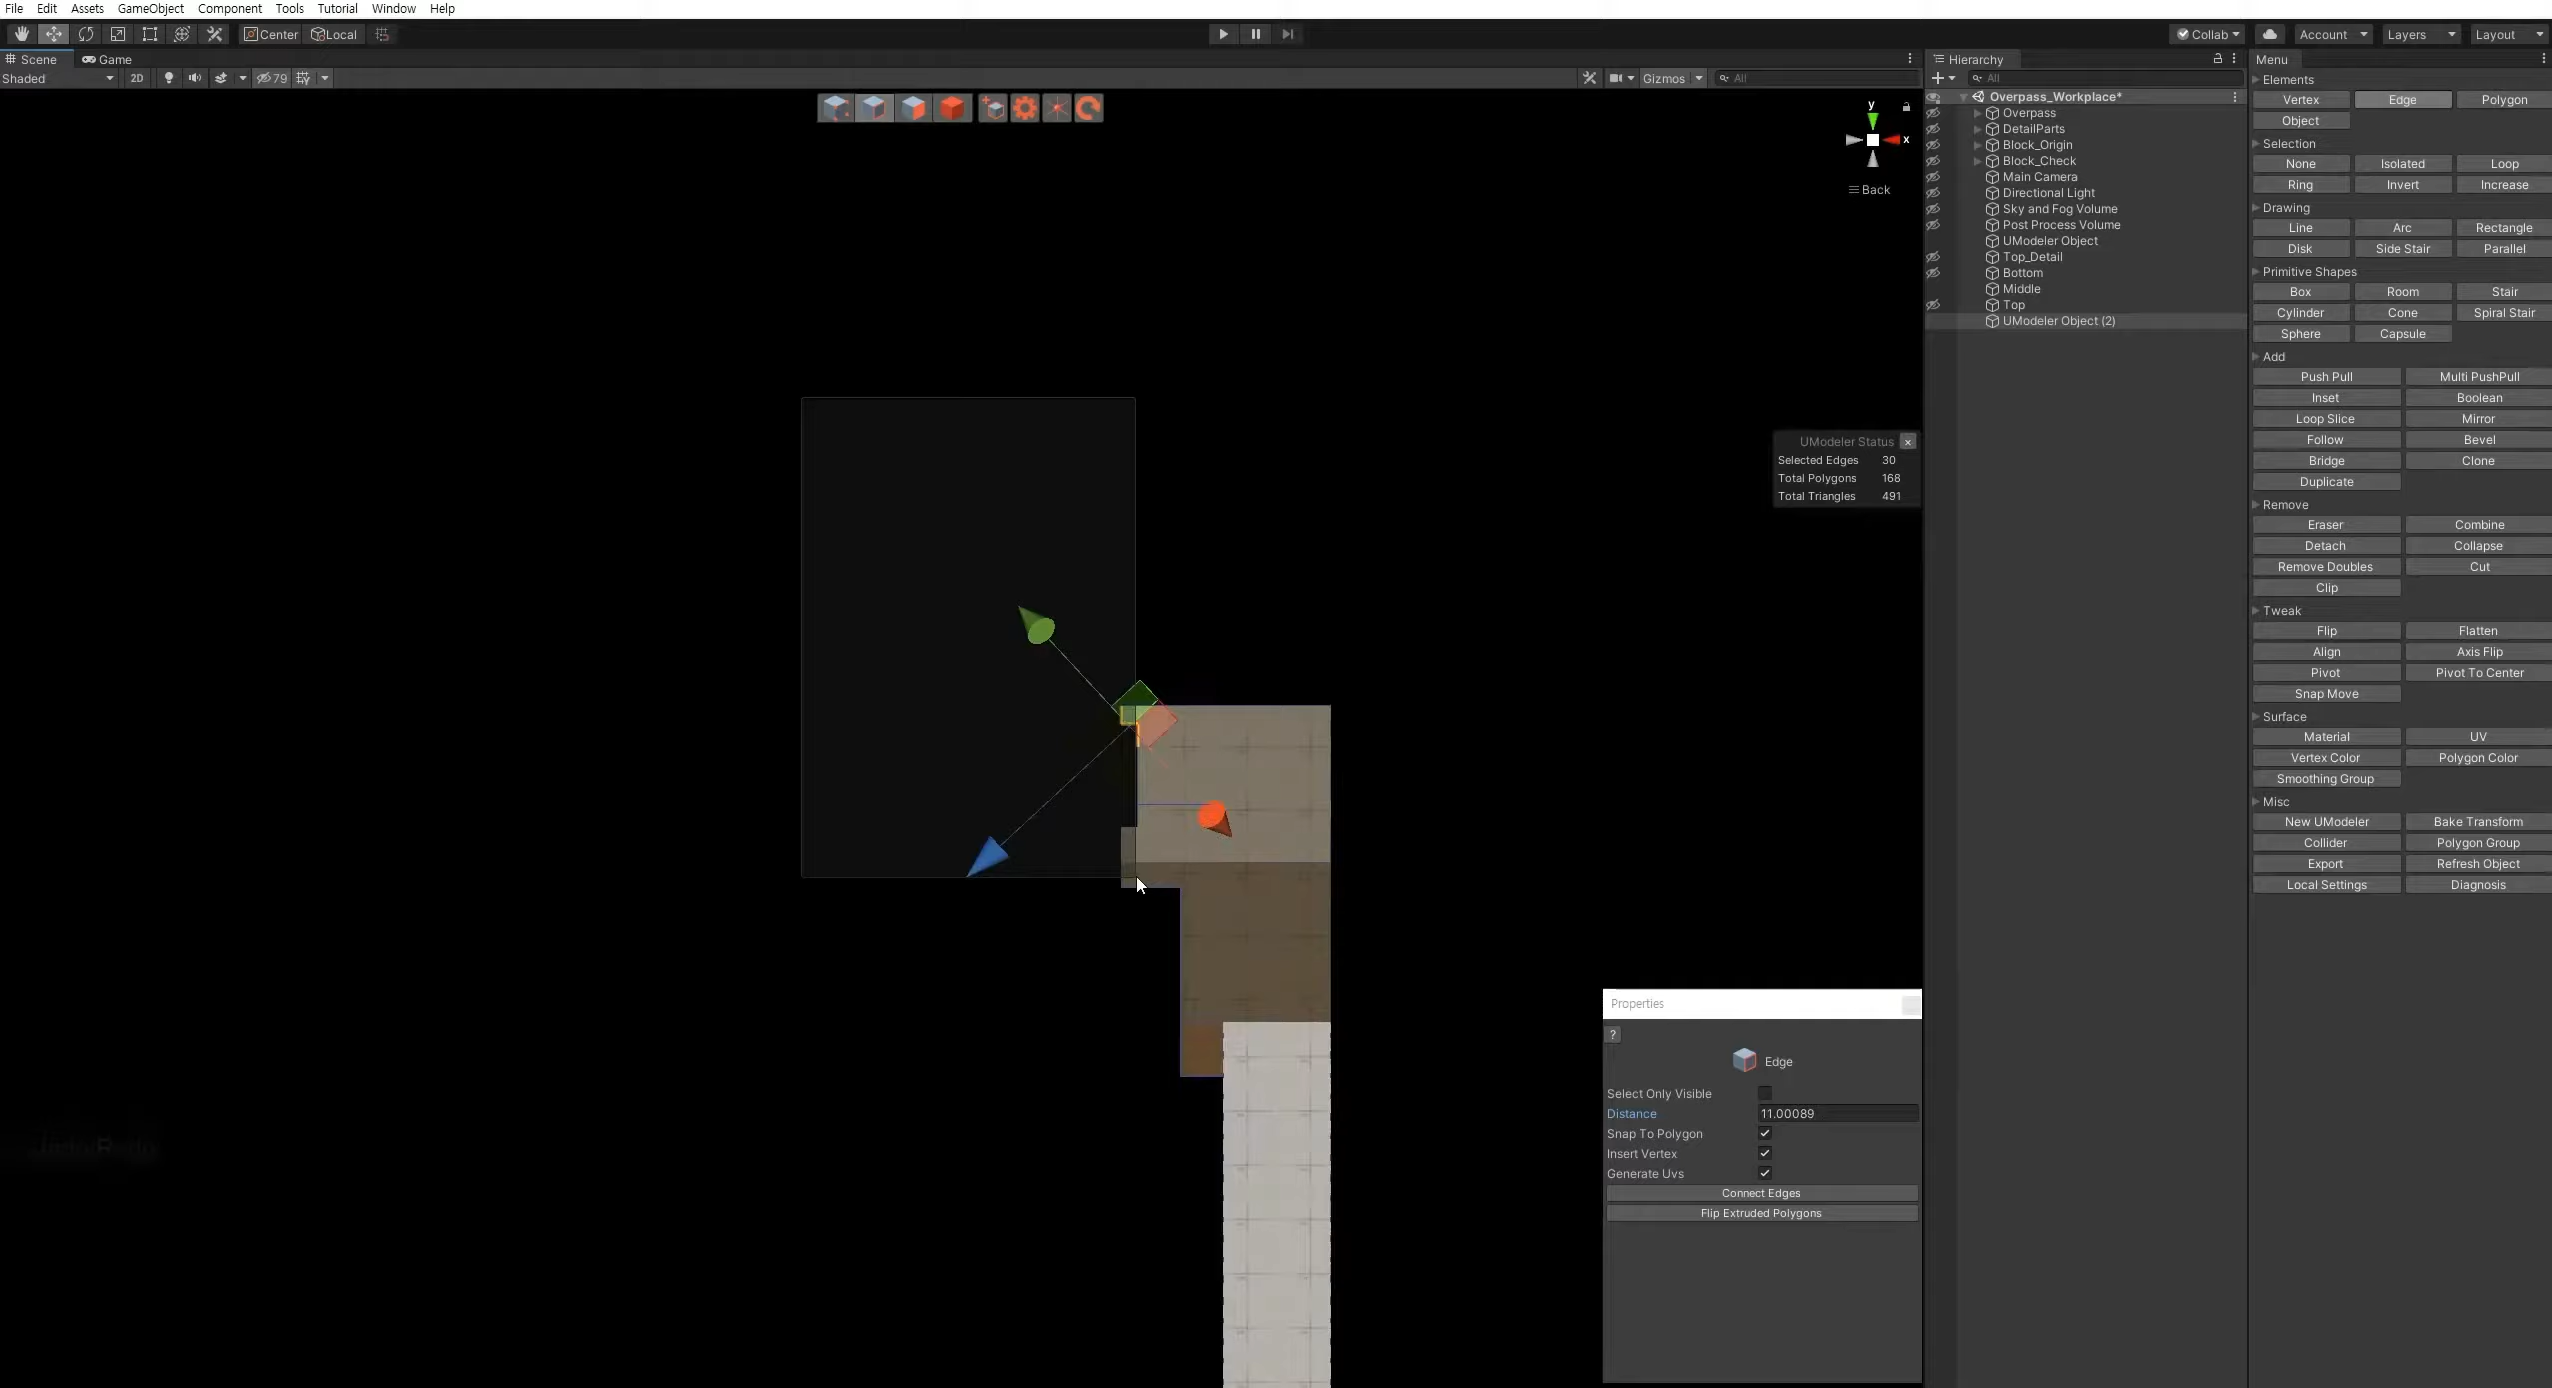 File Edit Assets GameObject Component Tools Tutorial Window Help
Center Local Collab Account Layers Layout
Scene Game
Shaded 2D 79 Gizmos All
y
x
Back
UModeler Status
Selected Edges 30
Total Polygons 168
Total Triangles 491
Properties
?
Edge
Select Only Visible
Distance 11.00089
Snap To Polygon
Insert Vertex
Generate Uvs
Connect Edges
Flip Extruded Polygons
Hierarchy
All
Overpass_Workplace*
Overpass
DetailParts
Block_Origin
Block_Check
Main Camera
Directional Light
Sky and Fog Volume
Post Process Volume
UModeler Object
Top_Detail
Bottom
Middle
Top
UModeler Object (2)
Menu
Elements
Vertex Edge Polygon
Object
Selection
None Isolated Loop
Ring Invert Increase
Drawing
Line Arc Rectangle
Disk Side Stair Parallel
Primitive Shapes
Box Room Stair
Cylinder Cone Spiral Stair
Sphere Capsule
Add
Push Pull Multi PushPull
Inset Boolean
Loop Slice Mirror
Follow Bevel
Bridge Clone
Duplicate
Remove
Eraser Combine
Detach Collapse
Remove Doubles Cut
Clip
Tweak
Flip Flatten
Align Axis Flip
Pivot Pivot To Center
Snap Move
Surface
Material UV
Vertex Color Polygon Color
Smoothing Group
Misc
New UModeler Bake Transform
Collider Polygon Group
Export Refresh Object
Local Settings Diagnosis